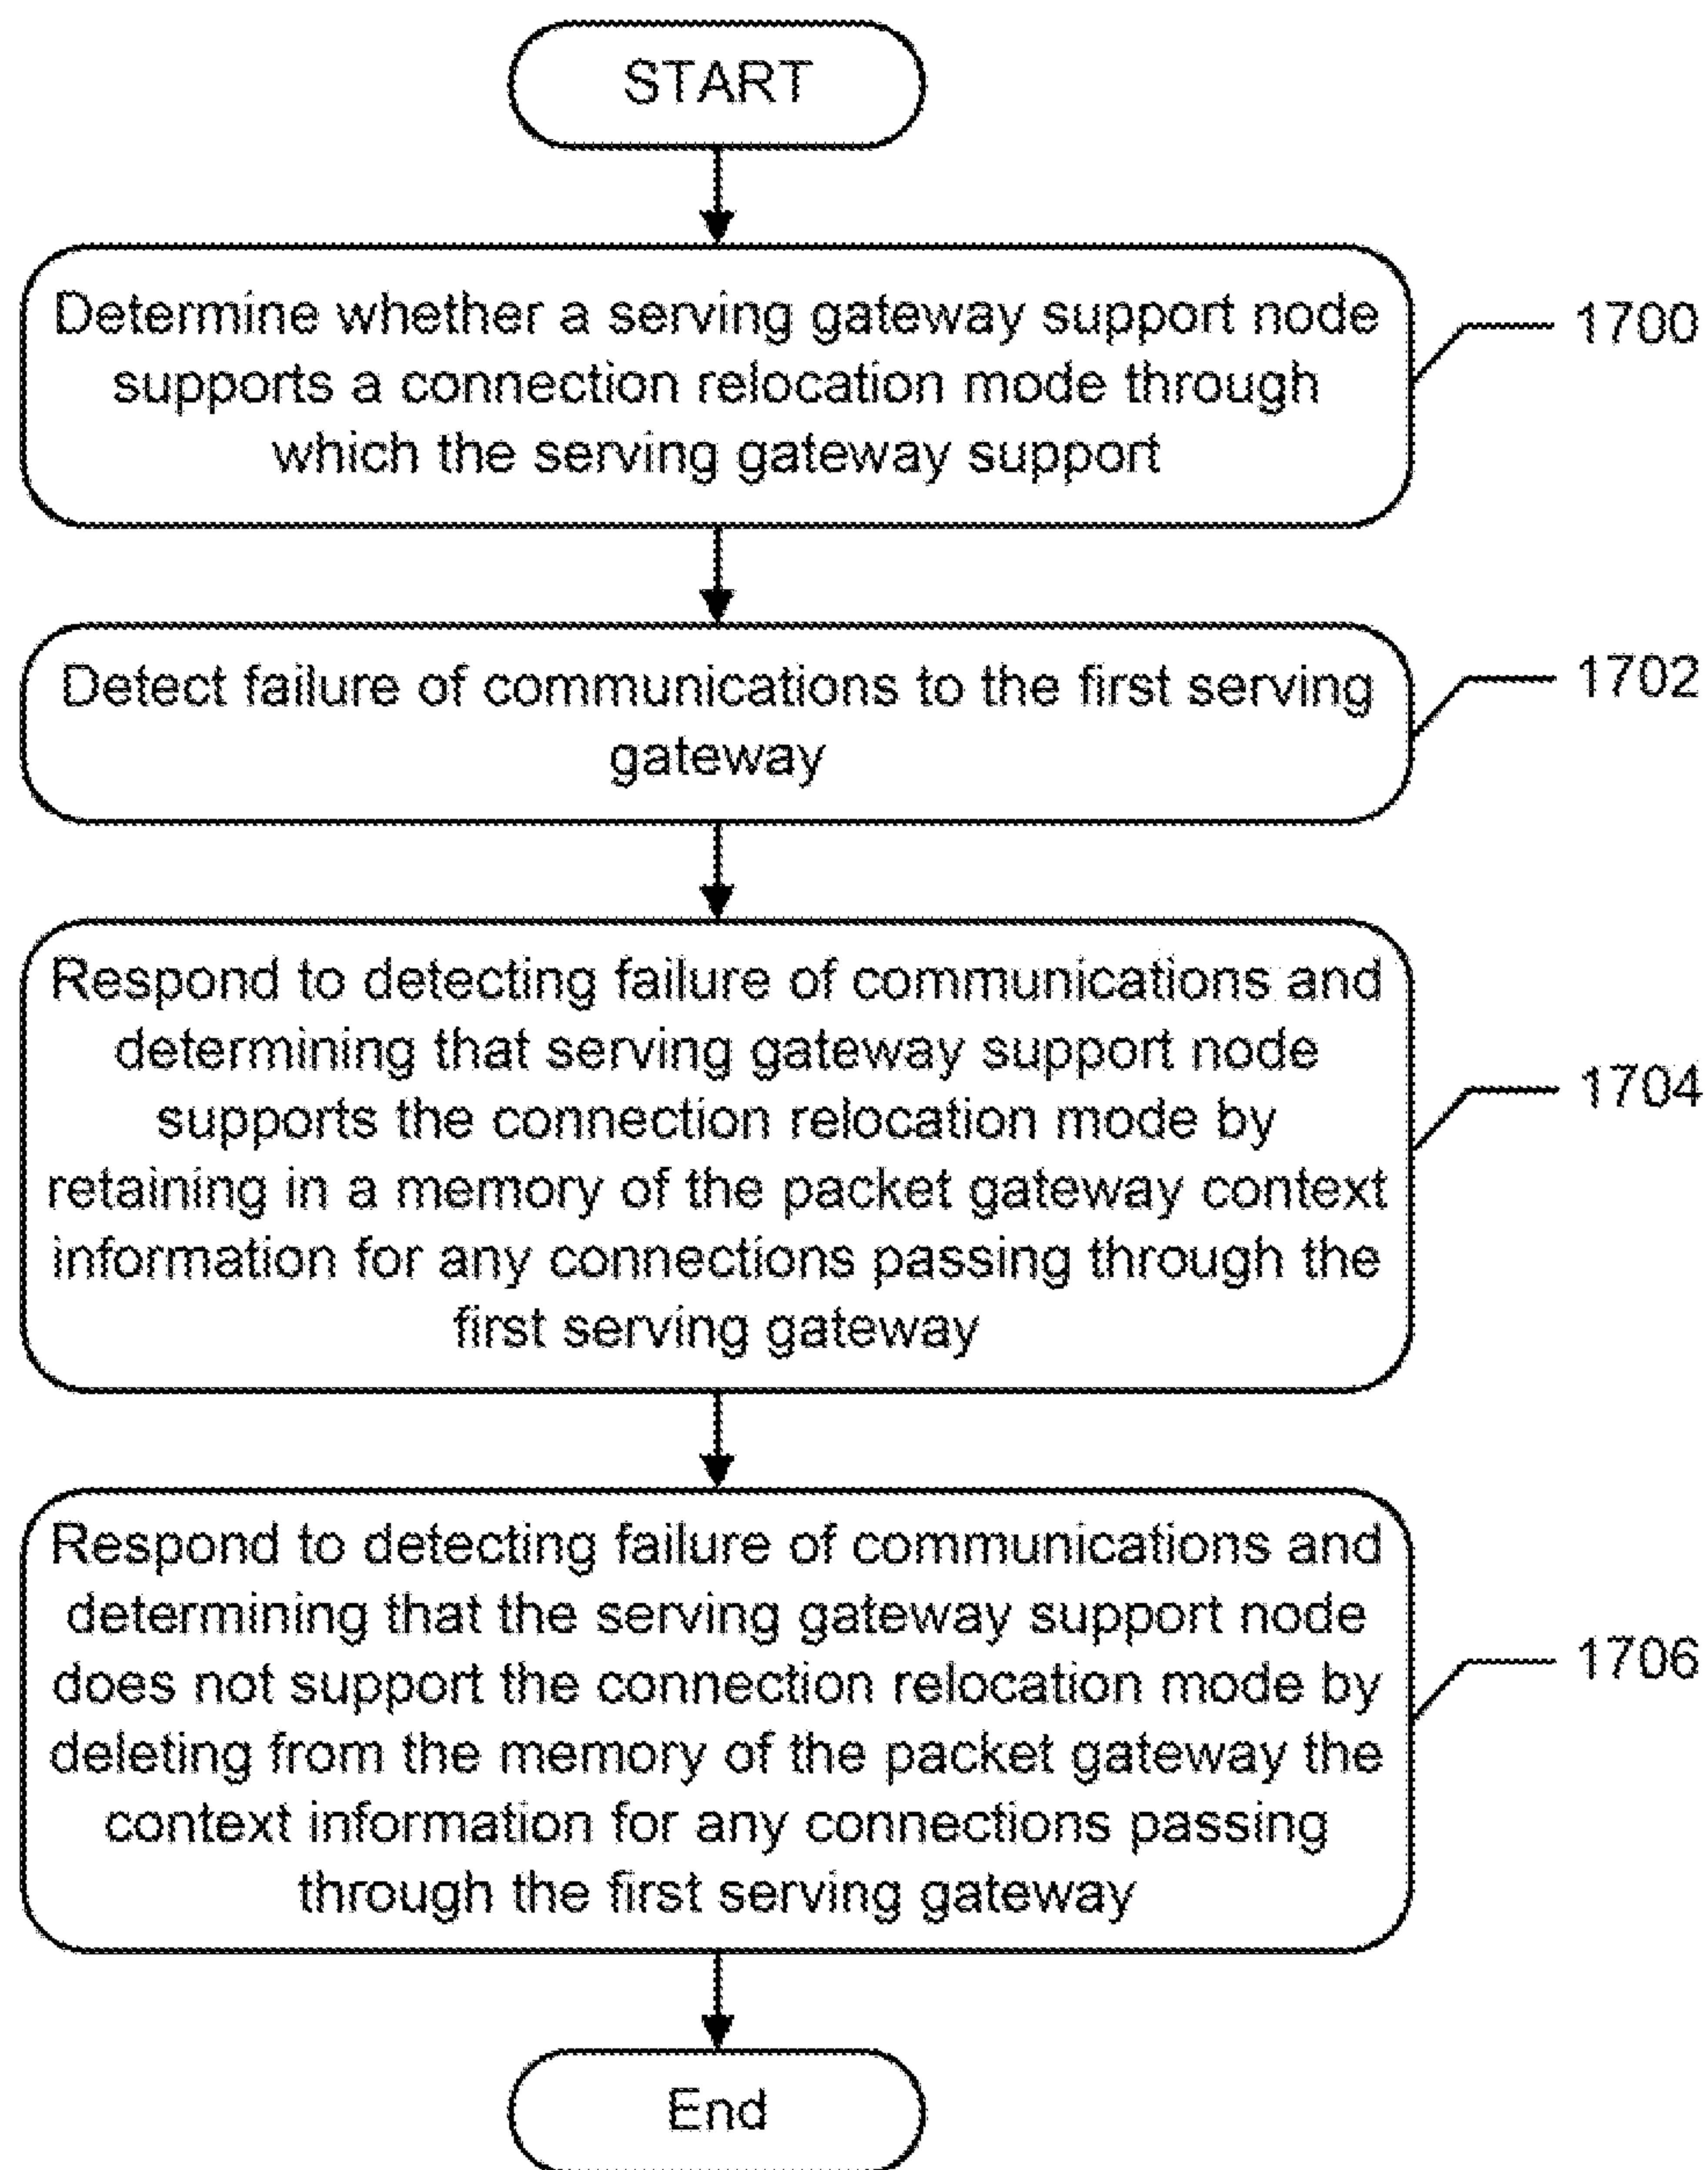 START
Determine whether a serving gateway support node
supports a connection relocation mode through
which the serving gateway support
1700
Detect failure of communications to the first serving
gateway
1702
Respond to detecting failure of communications and
determining that serving gateway support node
supports the connection relocation mode by
retaining in a memory of the packet gateway context
information for any connections passing through the
first serving gateway
1704
Respond to detecting failure of communications and
determining that the serving gateway support node
does not support the connection relocation mode by
deleting from the memory of the packet gateway the
context information for any connections passing
through the first serving gateway
1706
End